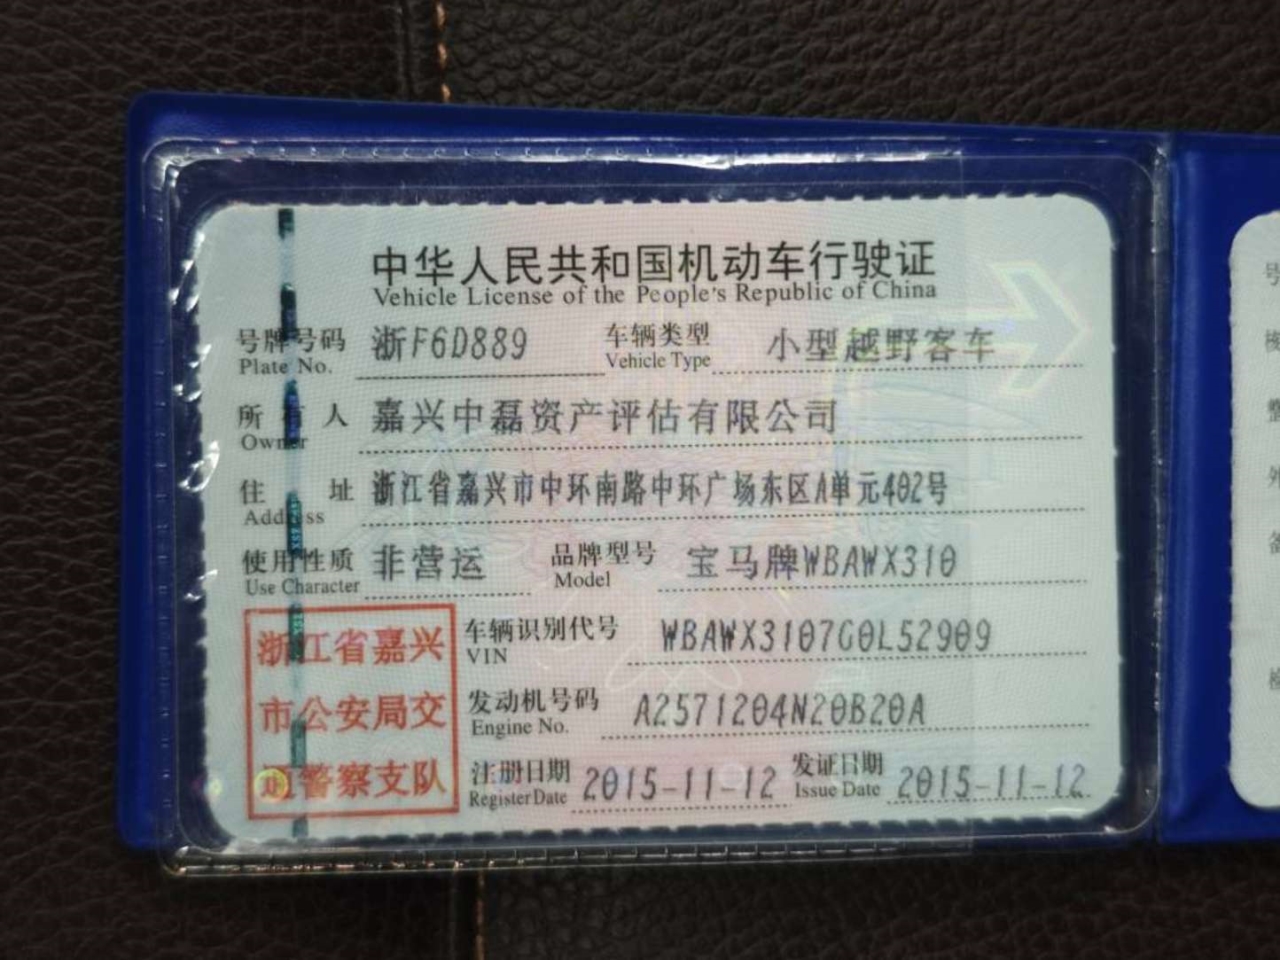 中华人民共和国机动车行驶证
Vehicle License of the People's Republic of China
号牌号码 浙F6D889 车辆类型 小型越野客车
Plate No. Vehicle Type
所有人 嘉兴中磊资产评估有限公司
Owner
住址 浙江省嘉兴市中环南路中环广场东区A单元402号
Address
使用性质 非营运 品牌型号 宝马牌WBAWX310
Use Character Model
浙江省嘉兴
市公安局交
通警察支队
车辆识别代号 WBAWX3107G0L52909
VIN
发动机号码 A2571204N20B20A
Engine No.
注册日期 2015-11-12 发证日期 2015-11-12
Register Date Issue Date
号
整
外